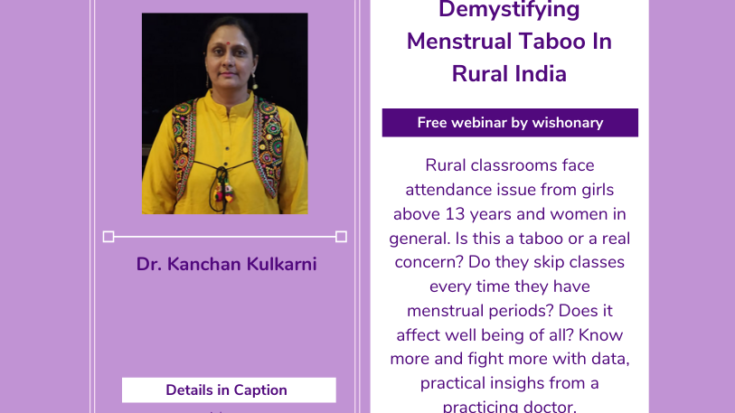 Dr. Kanchan Kulkarni
Details in Caption
Demystifying
Menstrual Taboo In
Rural India
Free webinar by wishonary
Rural classrooms face
attendance issue from girls
above 13 years and women in
general. Is this a taboo or a real
concern? Do they skip classes
every time they have
menstrual periods? Does it
affect well being of all? Know
more and fight more with data,
practical insighs from a
practicing doctor.